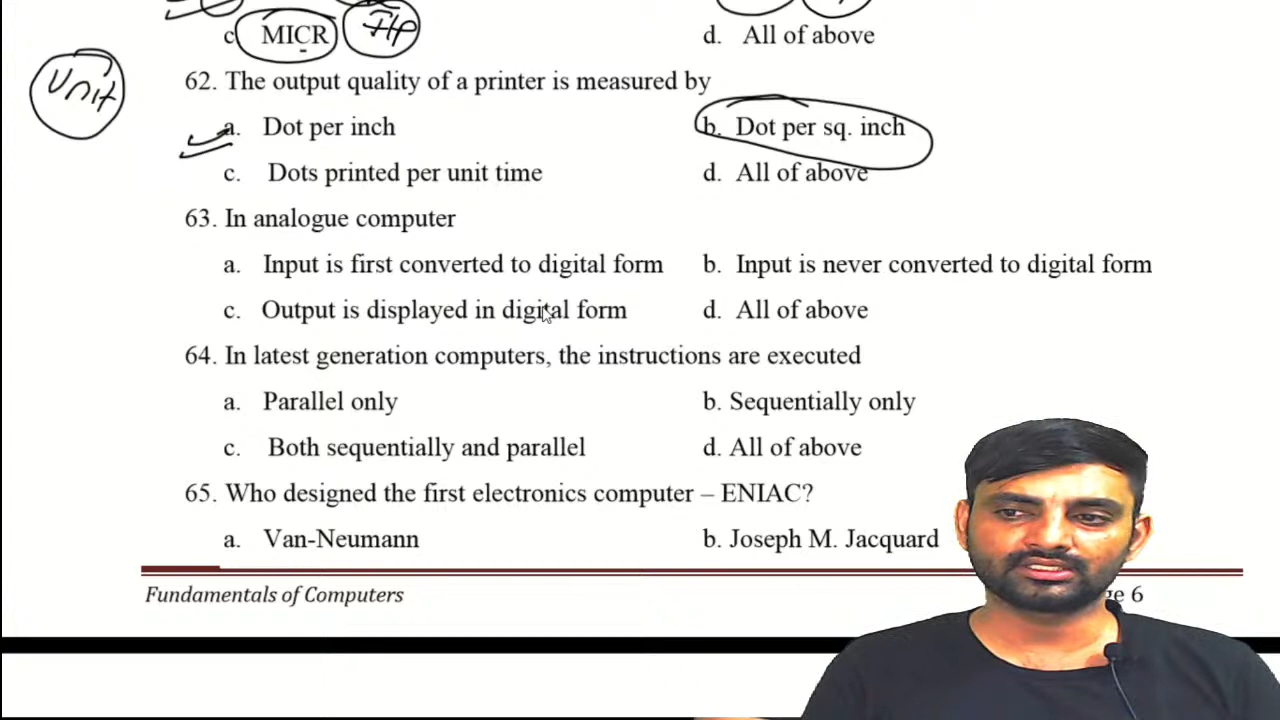 c MICR I/p d. All of above
Unit
62. The output quality of a printer is measured by
a. Dot per inch b. Dot per sq. inch
c. Dots printed per unit time d. All of above
63. In analogue computer
a. Input is first converted to digital form b. Input is never converted to digital form
c. Output is displayed in digital form d. All of above
64. In latest generation computers, the instructions are executed
a. Parallel only b. Sequentially only
c. Both sequentially and parallel d. All of above
65. Who designed the first electronics computer – ENIAC?
a. Van-Neumann b. Joseph M. Jacquard
Fundamentals of Computers ge 6